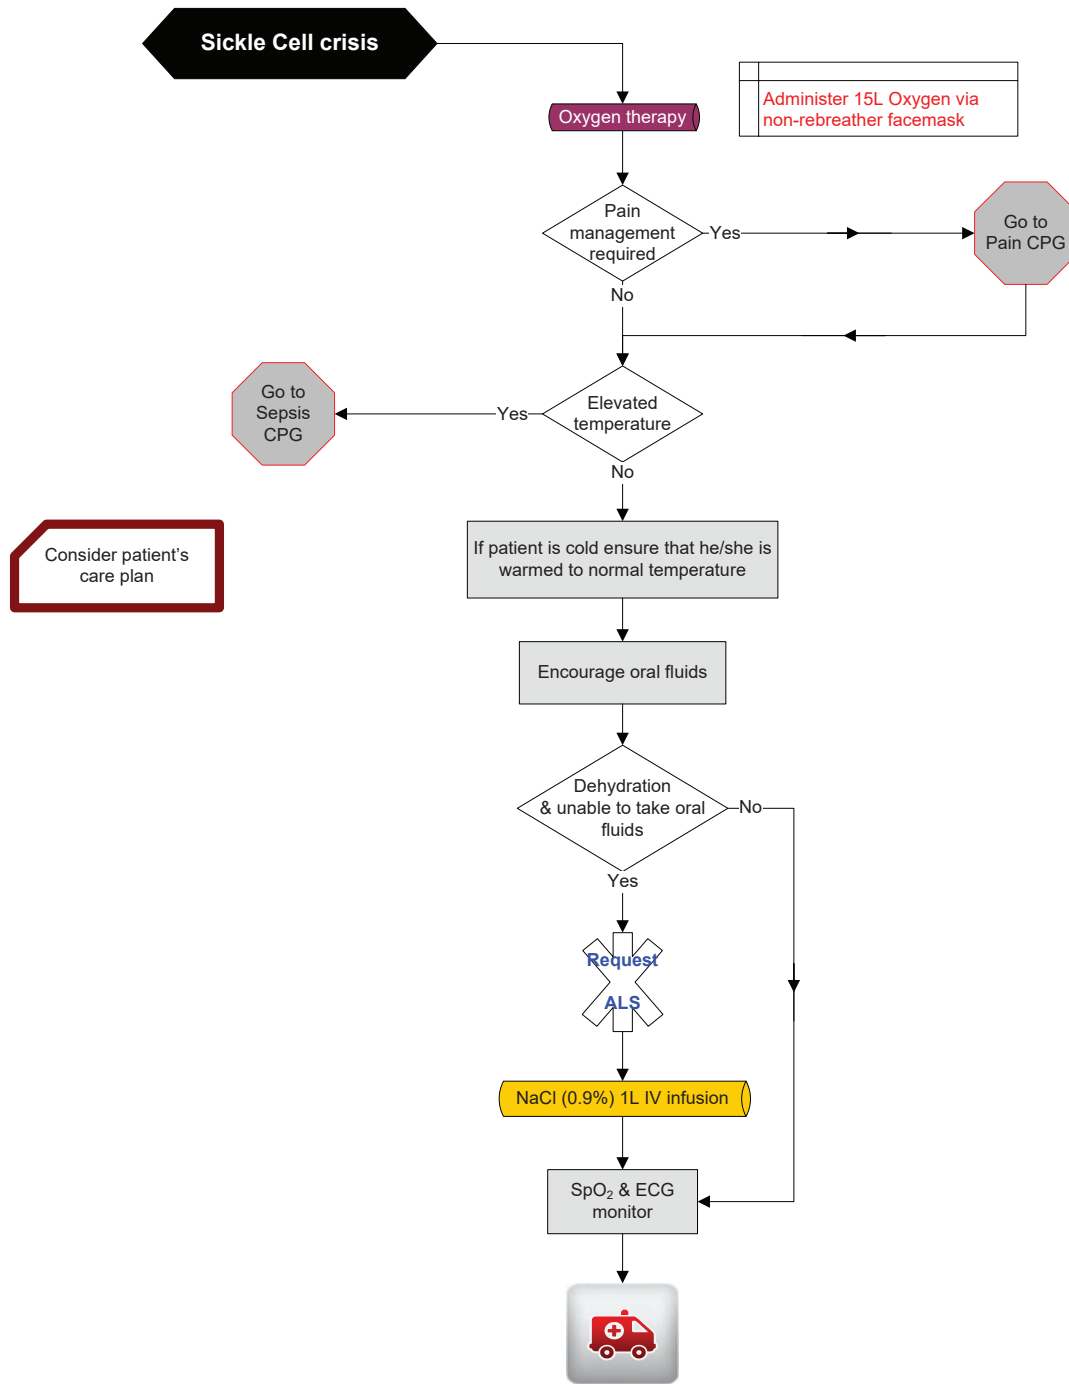 Sickle Cell crisis
Oxygen therapy
Administer 15L Oxygen via
non-rebreather facemask
Pain
management
required
Yes
Go to
Pain CPG
No
Elevated
temperature
Yes
Go to
Sepsis
CPG
No
If patient is cold ensure that he/she is
warmed to normal temperature
Consider patient’s
care plan
Encourage oral fluids
Dehydration
& unable to take oral
fluids
No
Yes
Request
ALS
NaCl (0.9%) 1L IV infusion
SpO₂ & ECG
monitor